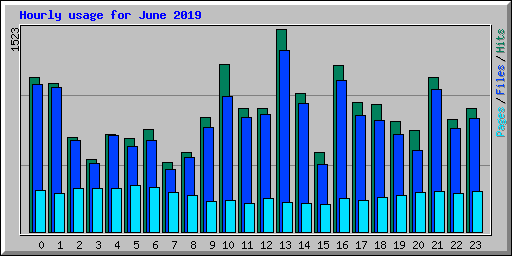 Hourly usage for June 2019
1523
Pages/Files/Hits
0 1 2 3 4 5 6 7 8 9 10 11 12 13 14 15 16 17 18 19 20 21 22 23